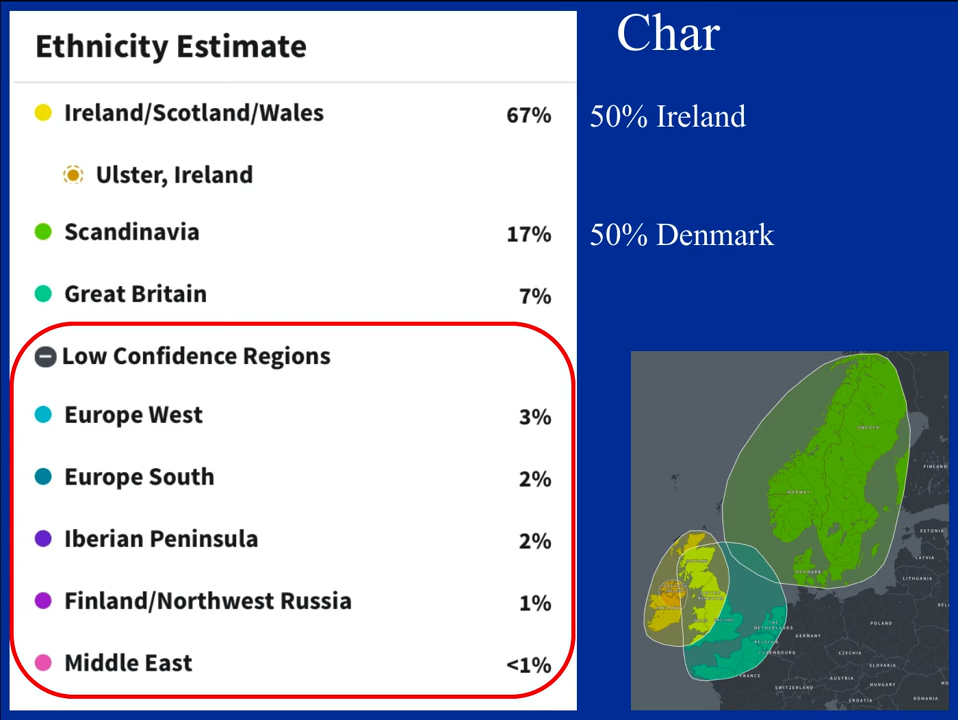 Ethnicity Estimate
Char
Ireland/Scotland/Wales 67%
50% Ireland
Ulster, Ireland
Scandinavia 17%
50% Denmark
Great Britain 7%
Low Confidence Regions
Europe West 3%
Europe South 2%
Iberian Peninsula 2%
Finland/Northwest Russia 1%
Middle East <1%
SWEDEN
FINLAND
NORWAY
ESTONIA
LATVIA
DENMARK
LITHUANIA
THE
NETHERLANDS
POLAND
GERMANY
BELGIUM
LUXEMBOURG
CZECHIA
SLOVAKIA
FRANCE
AUSTRIA
HUNGARY
SWITZERLAND
ROMANIA
CROATIA